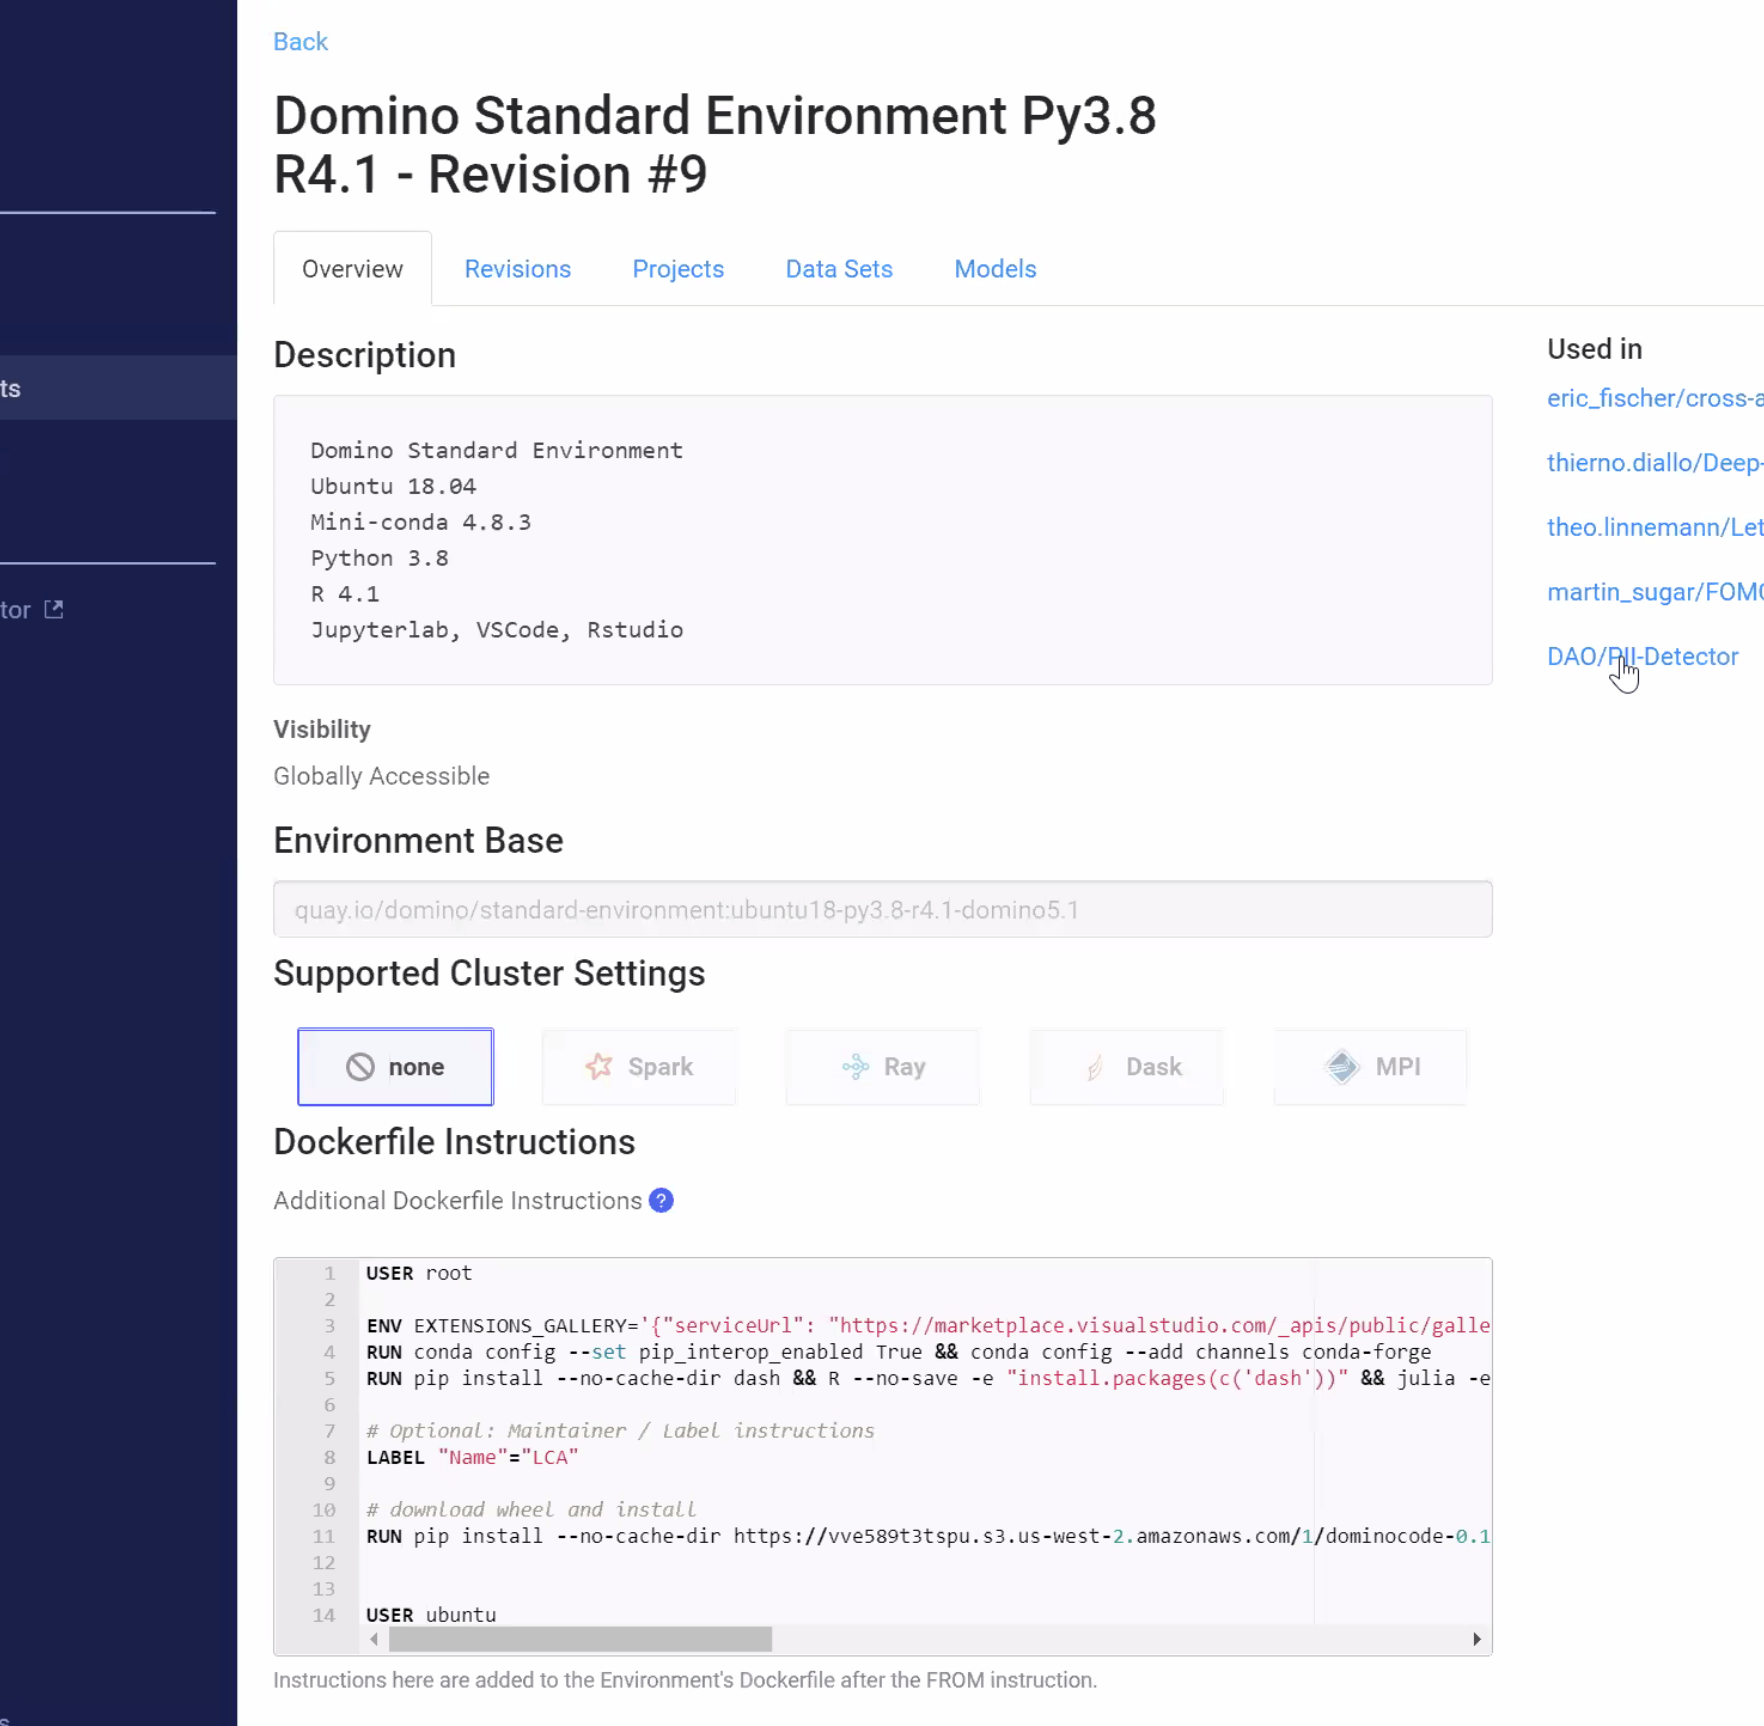 Back
Domino Standard Environment Py3.8
R4.1 - Revision #9
Overview
Revisions
Projects
Data Sets
Models
ts
tor
Description
Domino Standard Environment
Ubuntu 18.04
Mini-conda 4.8.3
Python 3.8
R 4.1
Jupyterlab, VSCode, Rstudio
Used in
eric_fischer/cross-a
thierno.diallo/Deep-
theo.linnemann/Let
martin_sugar/FOMO
DAO/PII-Detector
Visibility
Globally Accessible
Environment Base
quay.io/domino/standard-environment:ubuntu18-py3.8-r4.1-domino5.1
Supported Cluster Settings
none
Spark
Ray
Dask
MPI
Dockerfile Instructions
Additional Dockerfile Instructions ?
1 USER root
2
3 ENV EXTENSIONS_GALLERY='{"serviceUrl": "https://marketplace.visualstudio.com/_apis/public/galle
4 RUN conda config --set pip_interop_enabled True && conda config --add channels conda-forge
5 RUN pip install --no-cache-dir dash && R --no-save -e "install.packages(c('dash'))" && julia -e
6
7 # Optional: Maintainer / Label instructions
8 LABEL "Name"="LCA"
9
10 # download wheel and install
11 RUN pip install --no-cache-dir https://vve589t3tspu.s3.us-west-2.amazonaws.com/1/dominocode-0.1
12
13
14 USER ubuntu
Instructions here are added to the Environment's Dockerfile after the FROM instruction.
s